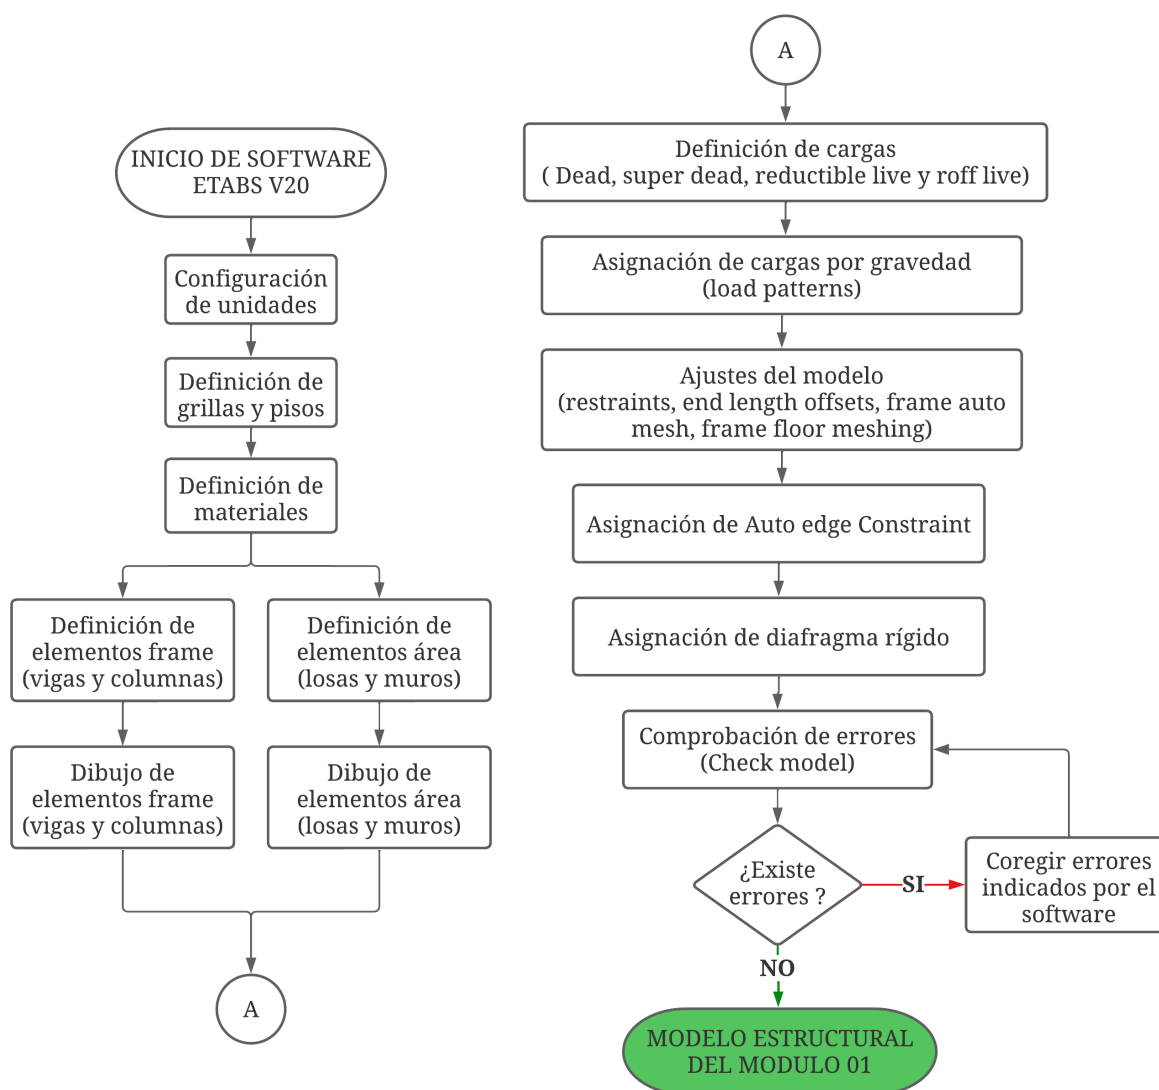 INICIO DE SOFTWARE
ETABS V20
Configuración
de unidades
Definición de
grillas y pisos
Definición de
materiales
Definición de
elementos frame
(vigas y columnas)
Definición de
elementos área
(losas y muros)
Dibujo de
elementos frame
(vigas y columnas)
Dibujo de
elementos área
(losas y muros)
A
A
Definición de cargas
( Dead, super dead, reductible live y roff live)
Asignación de cargas por gravedad
(load patterns)
Ajustes del modelo
(restraints, end length offsets, frame auto
mesh, frame floor meshing)
Asignación de Auto edge Constraint
Asignación de diafragma rígido
Comprobación de errores
(Check model)
¿Existe
errores ?
SI
Coregir errores
indicados por el
software
NO
MODELO ESTRUCTURAL
DEL MODULO 01